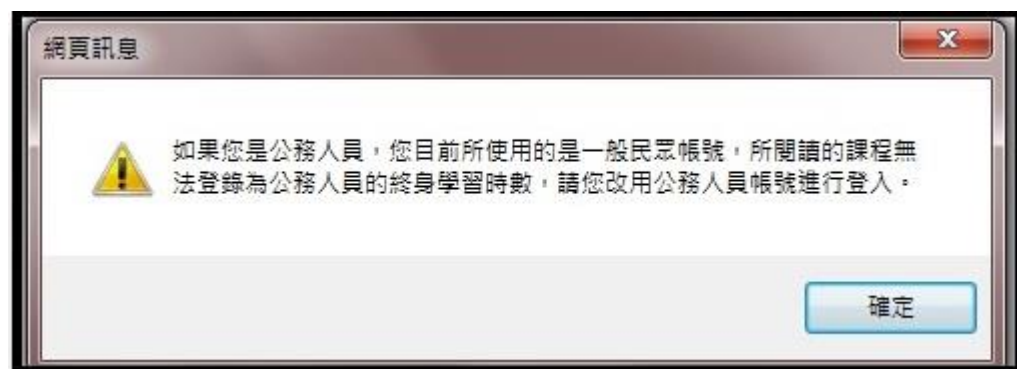 網頁訊息
如果您是公務人員，您目前所使用的是一般民眾帳號，所閱讀的課程無
法登錄為公務人員的終身學習時數，請您改用公務人員帳號進行登入。
確定